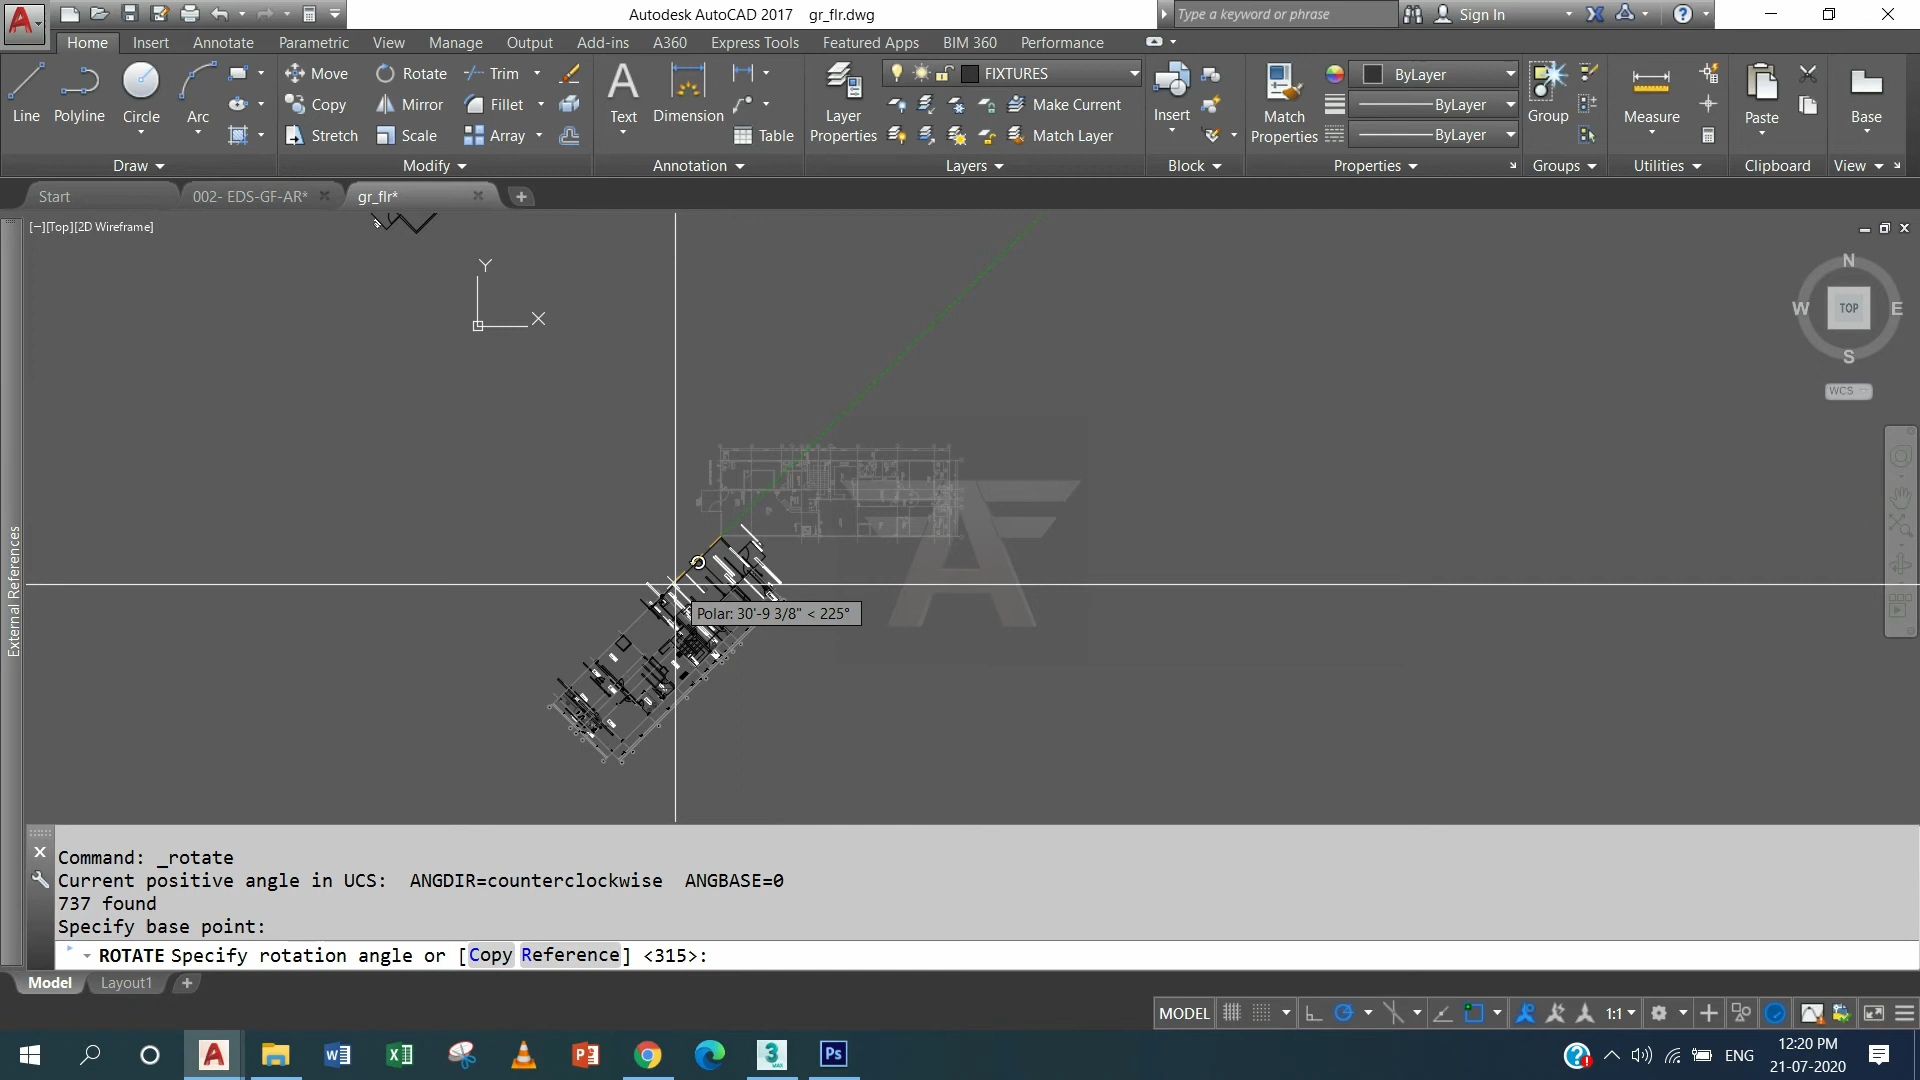 Autodesk AutoCAD 2017 gr_flr.dwg
Type a keyword or phrase
Sign In
Home Insert Annotate Parametric View Manage Output Add-ins A360 Express Tools Featured Apps BIM 360 Performance
Line Polyline Circle Arc
Draw
Move Rotate Trim
Copy Mirror Fillet
Stretch Scale Array
Modify
Text Dimension Table
Annotation
Layer Properties
FIXTURES
Make Current
Match Layer
Layers
Insert
Block
Match Properties
ByLayer
ByLayer
ByLayer
Properties
Group
Groups
Measure
Utilities
Paste
Clipboard
Base
View
Start 002- EDS-GF-AR* gr_flr*
[−][Top][2D Wireframe]
Y
X
N
W TOP E
S
WCS
External References
Polar: 30'-9 3/8" < 225°
Command: _rotate
Current positive angle in UCS: ANGDIR=counterclockwise ANGBASE=0
737 found
Specify base point:
ROTATE Specify rotation angle or [Copy Reference] <315>:
Model Layout1
MODEL 1:1
ENG
12:20 PM
21-07-2020